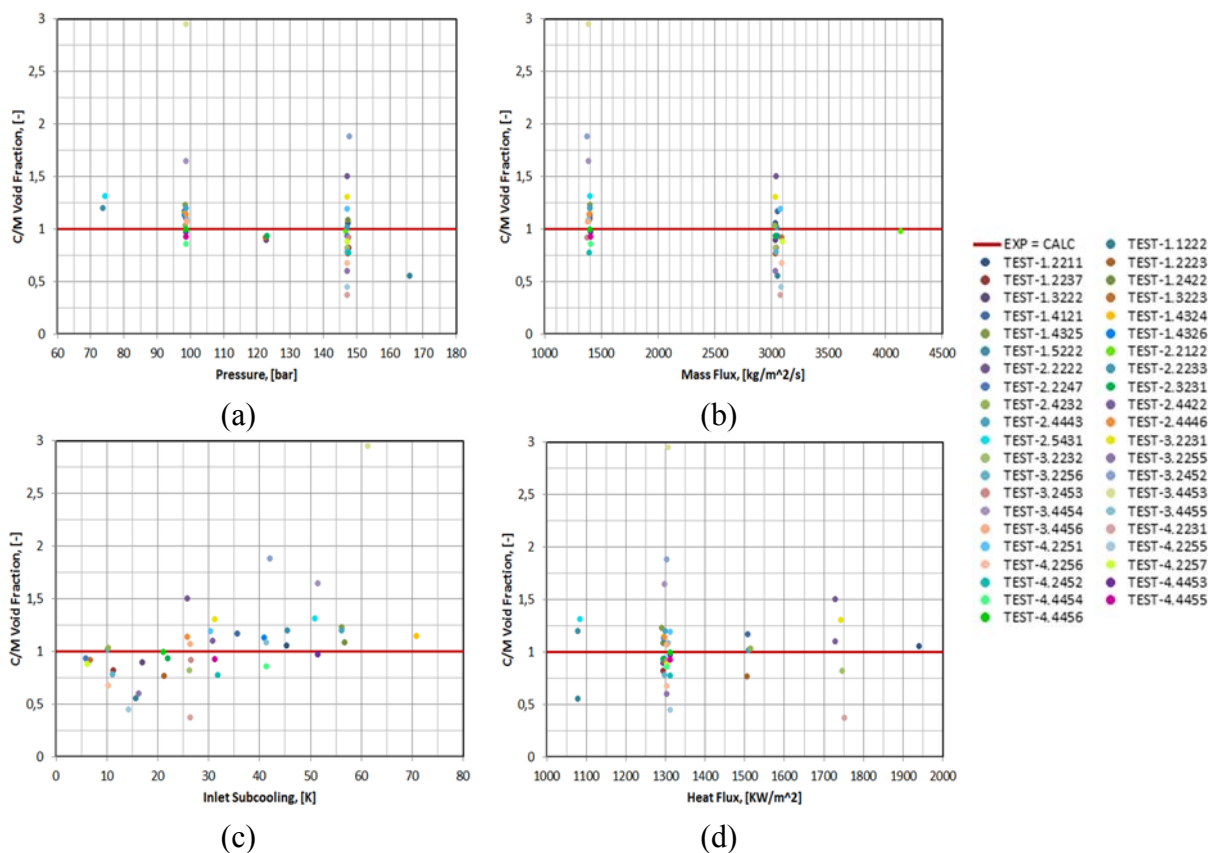 3
2,5
2
1,5
1
0,5
0
C/M Void Fraction, [-]
60 70 80 90 100 110 120 130 140 150 160 170 180
Pressure, [bar]
(a)
3
2,5
2
1,5
1
0,5
0
C/M Void Fraction, [-]
1000 1500 2000 2500 3000 3500 4000 4500
Mass Flux, [kg/m^2/s]
(b)
3
2,5
2
1,5
1
0,5
0
C/M Void Fraction, [-]
0 10 20 30 40 50 60 70 80
Inlet Subcooling, [K]
(c)
3
2,5
2
1,5
1
0,5
0
C/M Void Fraction, [-]
1000 1100 1200 1300 1400 1500 1600 1700 1800 1900 2000
Heat Flux, [KW/m^2]
(d)
EXP = CALC TEST-1.1222
TEST-1.2211 TEST-1.2223
TEST-1.2237 TEST-1.2422
TEST-1.3222 TEST-1.3223
TEST-1.4121 TEST-1.4324
TEST-1.4325 TEST-1.4326
TEST-1.5222 TEST-2.2122
TEST-2.2222 TEST-2.2233
TEST-2.2247 TEST-2.3231
TEST-2.4232 TEST-2.4422
TEST-2.4443 TEST-2.4446
TEST-2.5431 TEST-3.2231
TEST-3.2232 TEST-3.2255
TEST-3.2256 TEST-3.2452
TEST-3.2453 TEST-3.4453
TEST-3.4454 TEST-3.4455
TEST-3.4456 TEST-4.2231
TEST-4.2251 TEST-4.2255
TEST-4.2256 TEST-4.2257
TEST-4.2452 TEST-4.4453
TEST-4.4454 TEST-4.4455
TEST-4.4456